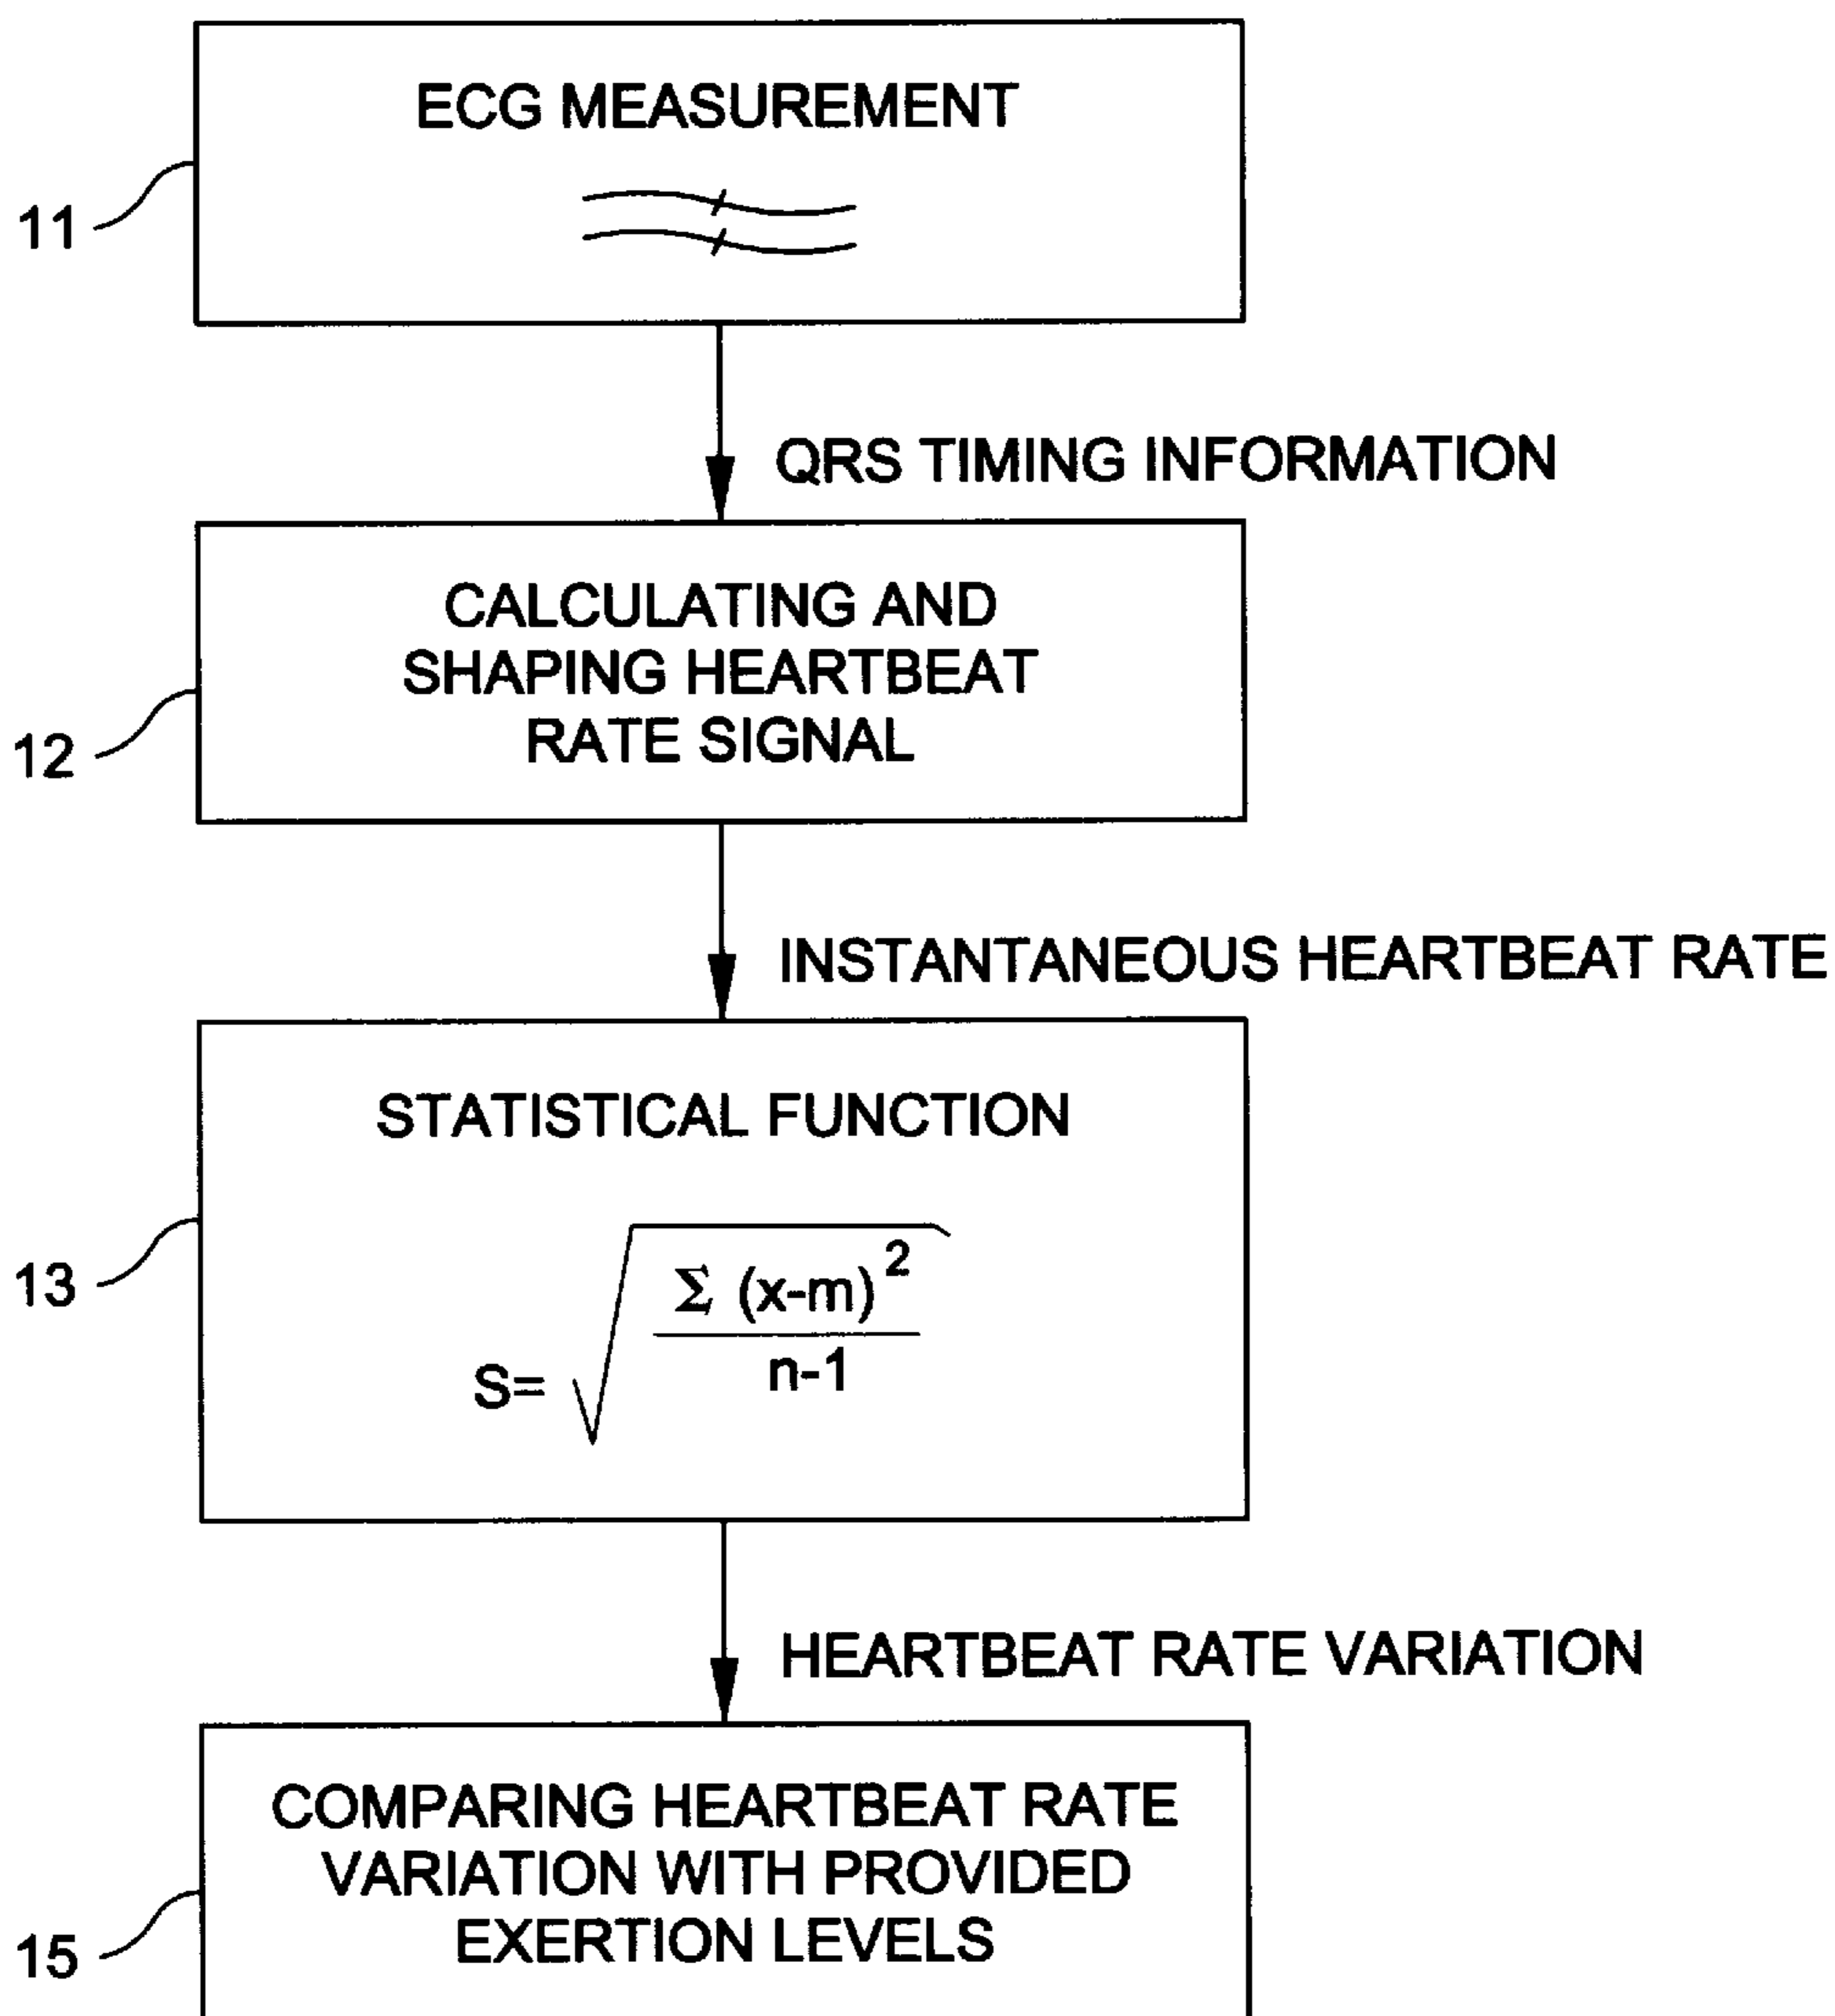 ECG MEASUREMENT
11
QRS TIMING INFORMATION
CALCULATING AND
SHAPING HEARTBEAT
RATE SIGNAL
12
INSTANTANEOUS HEARTBEAT RATE
STATISTICAL FUNCTION
13
S= √ Σ (x-m)²
n-1
HEARTBEAT RATE VARIATION
COMPARING HEARTBEAT RATE
VARIATION WITH PROVIDED
EXERTION LEVELS
15